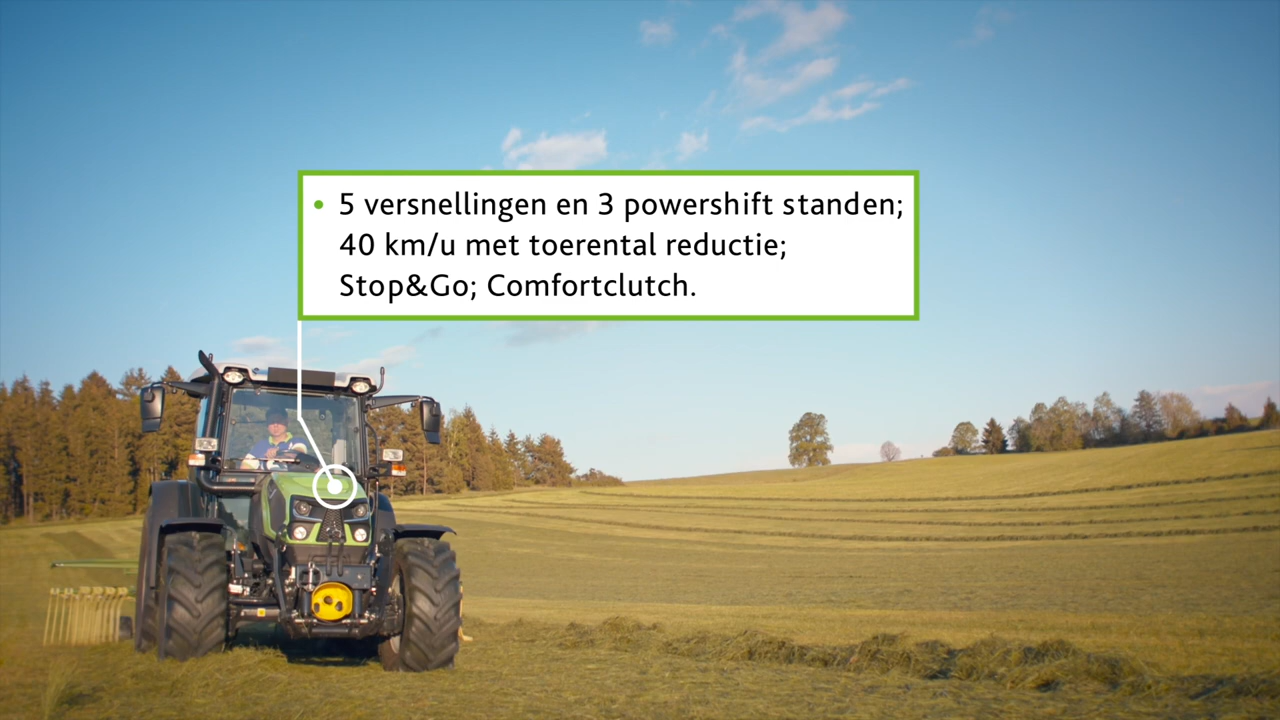 • 5 versnellingen en 3 powershift standen;
40 km/u met toerental reductie;
Stop&Go; Comfortclutch.